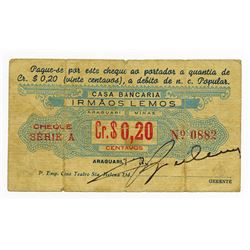 Pague-se por este cheque ao portador a quantia de
Cr. $ 0,20 (vinte centavos), a debito de n. c. Popular.
CASA BANCARIA
IRMÃOS LEMOS
ARAGUARI MINAS
CHEQUE
SÉRIE A
Cr.$ 0,20
CENTAVOS
Nº 0882
ARAGUARI,
P. Emp. Cine Teatro Sta. Helena Ltd.
GERENTE